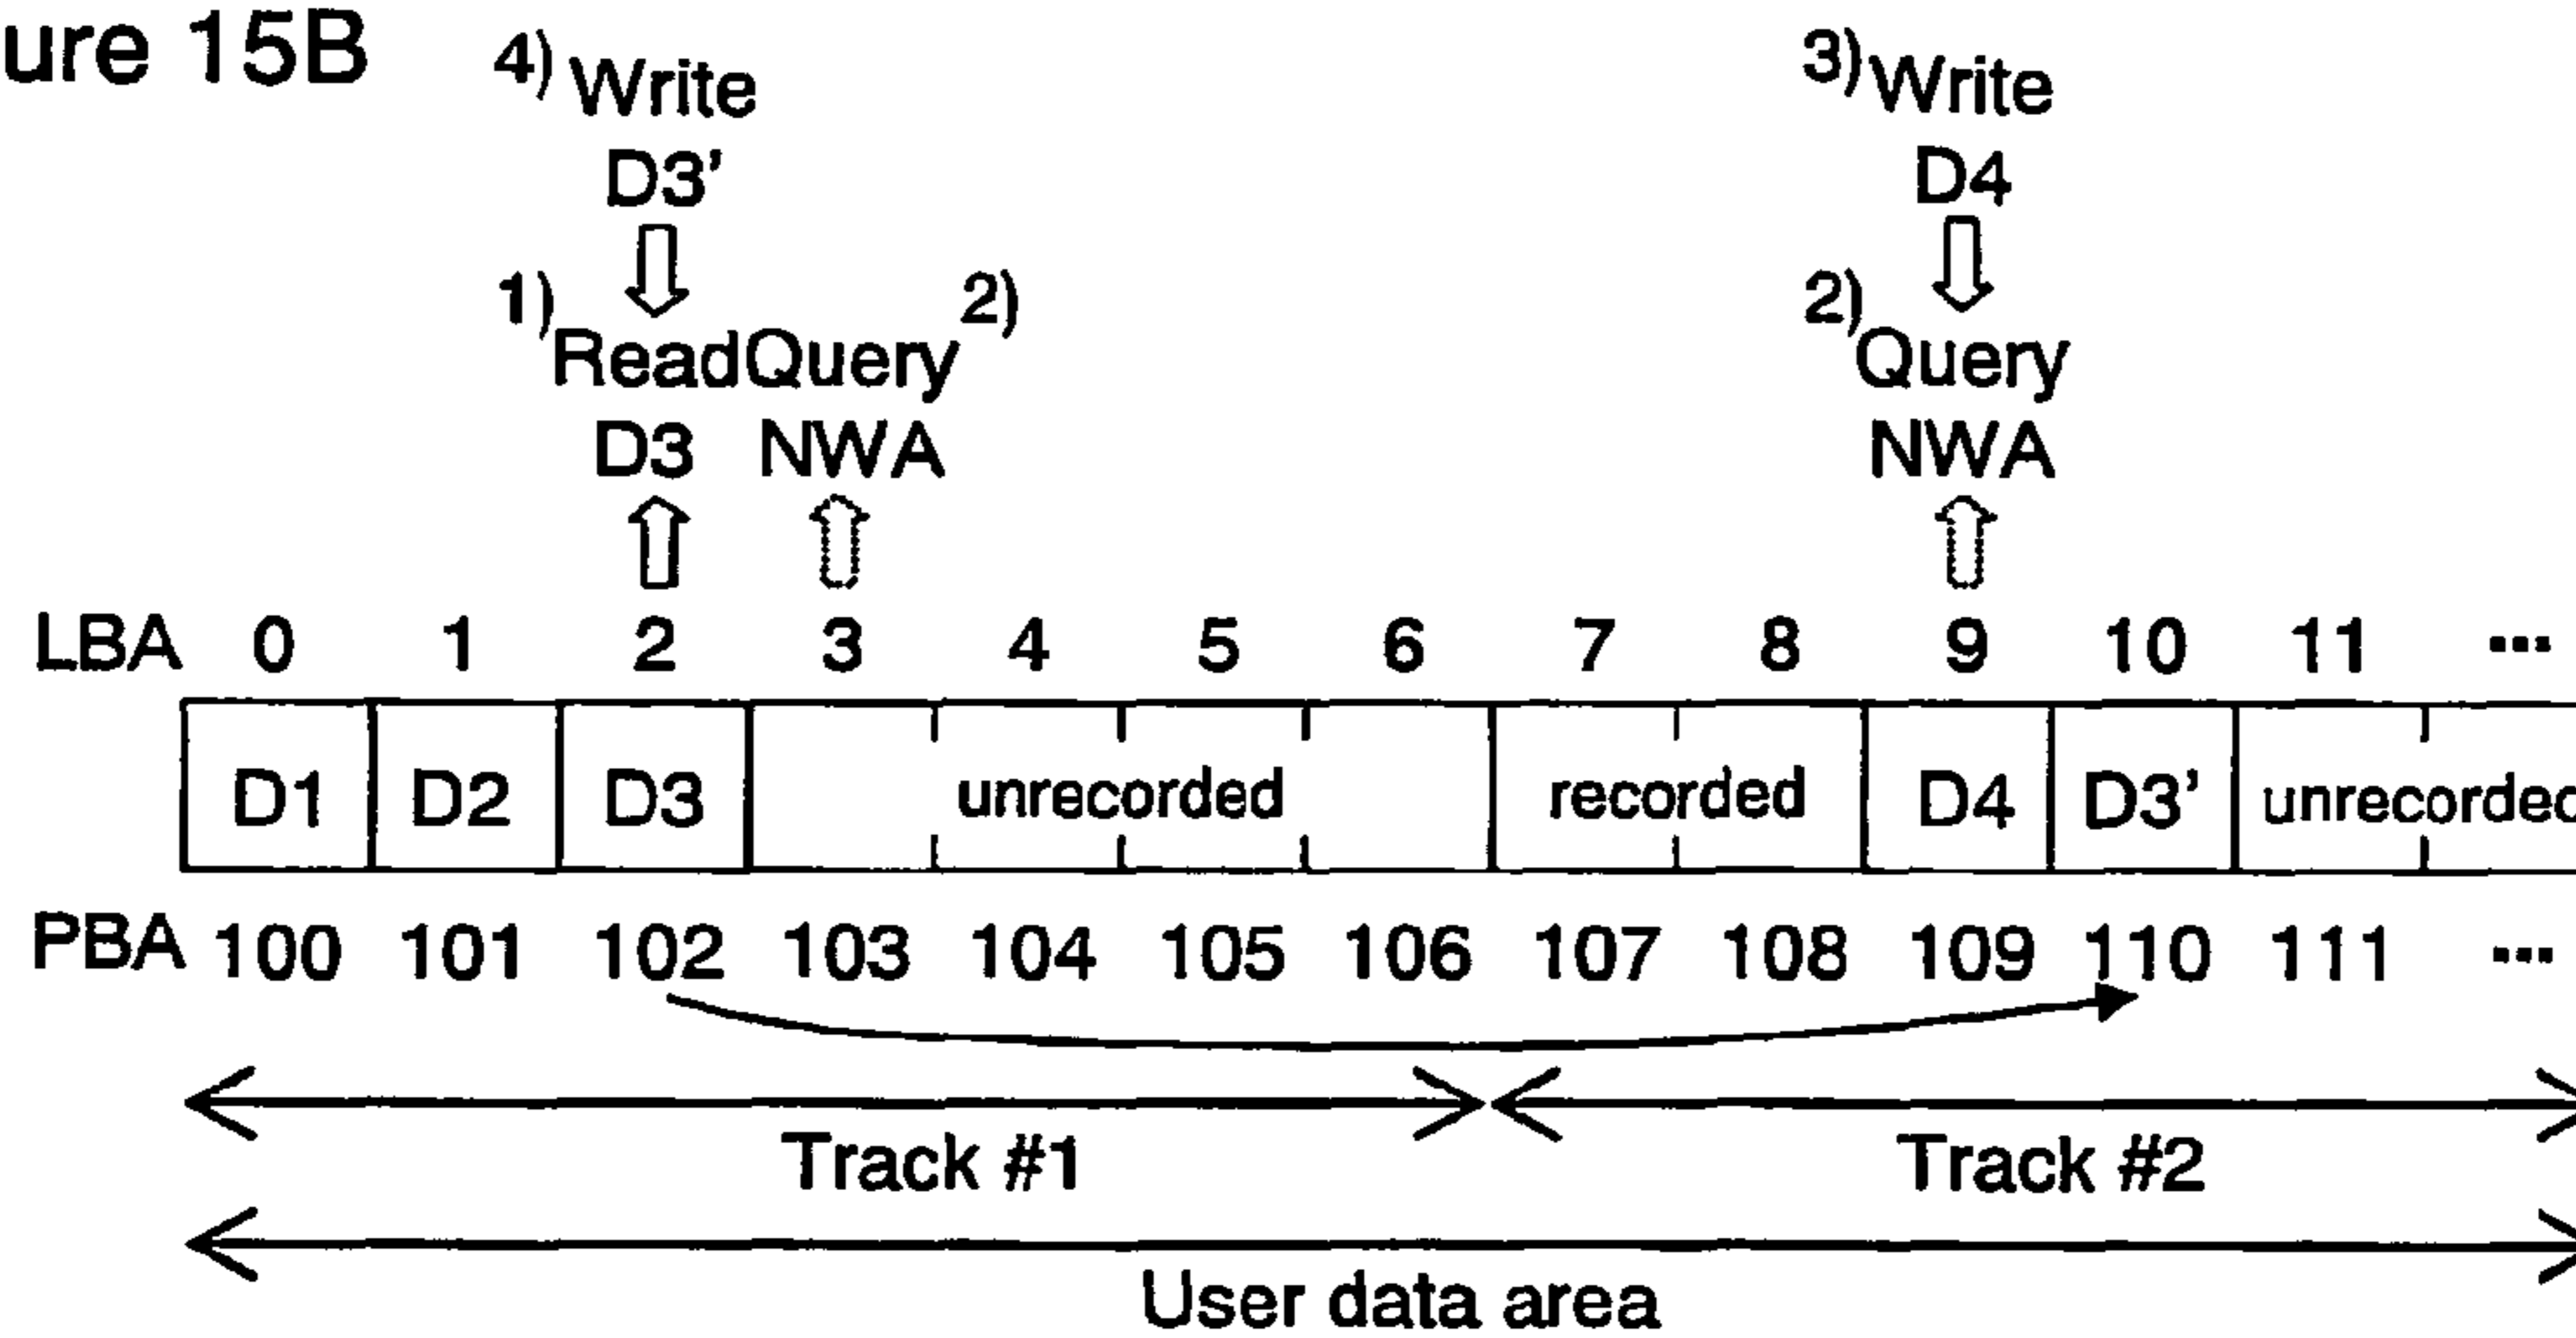 ure 15B
4) Write 3) Write
D3' D4
1) Read Query 2) 2) Query
D3 NWA NWA
LBA 0 1 2 3 4 5 6 7 8 9 10 11 ...
D1 D2 D3 unrecorded recorded D4 D3' unrecorded
PBA 100 101 102 103 104 105 106 107 108 109 110 111 ...
Track #1 Track #2
User data area